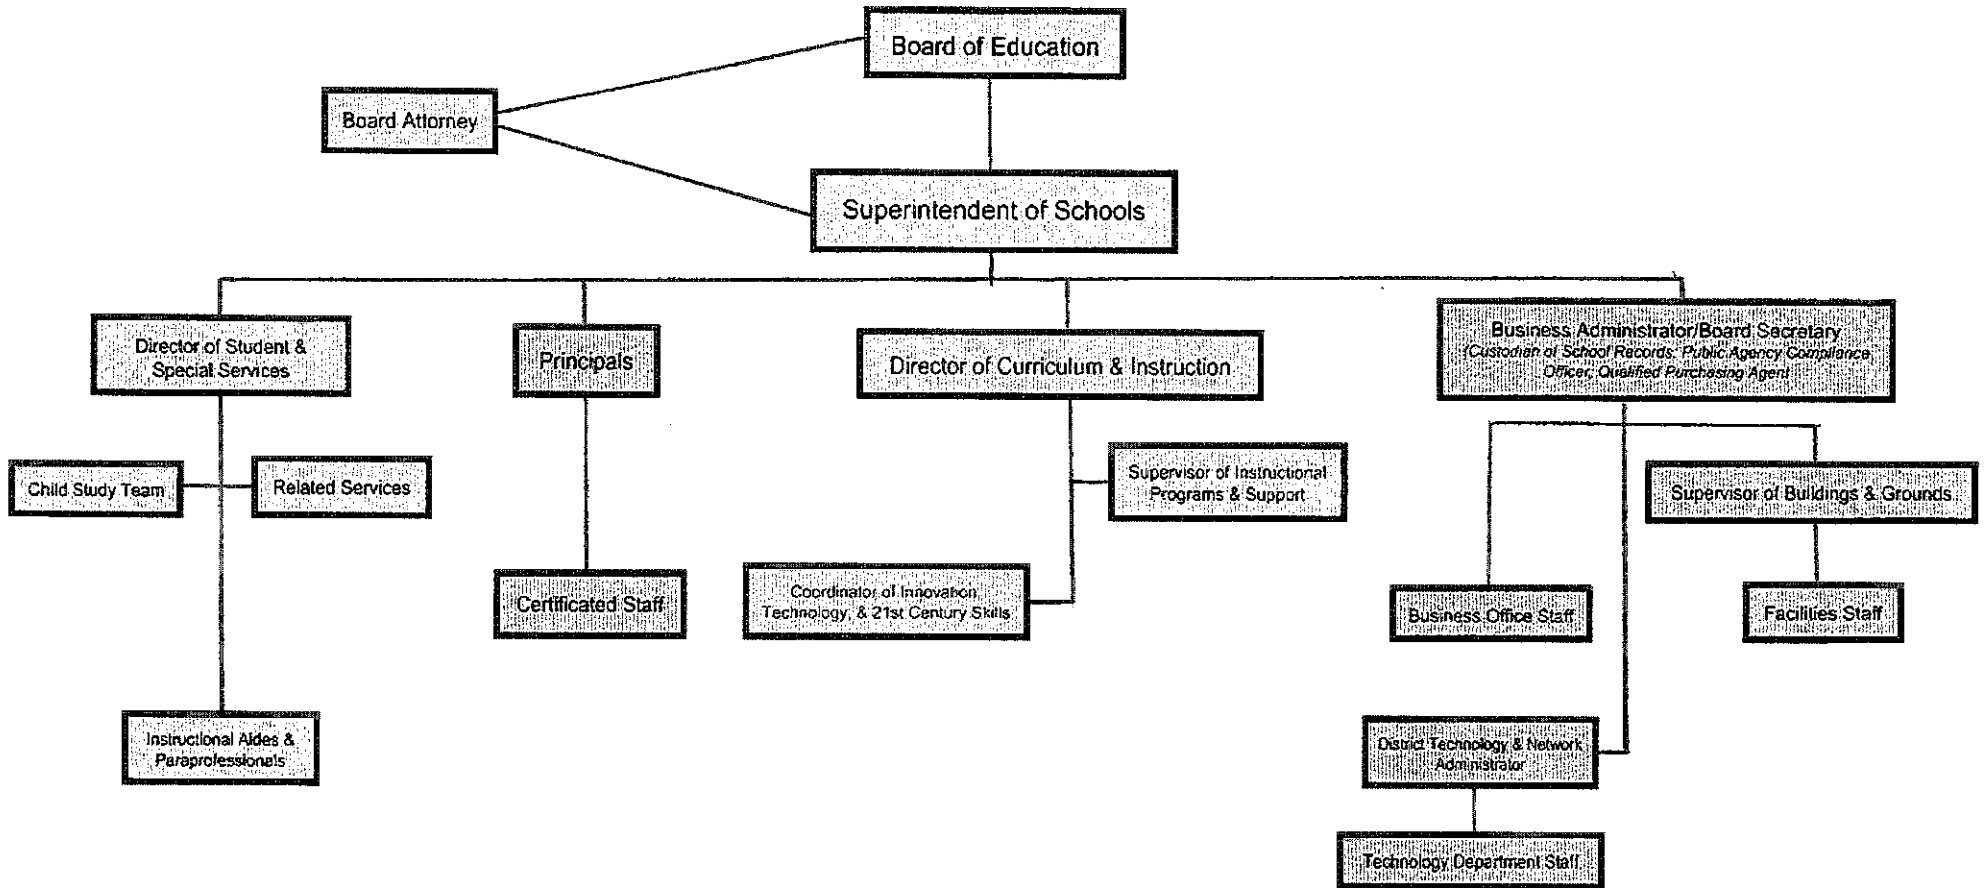 Board of Education
Board Attorney
Superintendent of Schools
Director of Student &
Special Services
Principals
Director of Curriculum & Instruction
Business Administrator/Board Secretary
(Custodian of School Records; Public Agency Compliance
Officer, Qualified Purchasing Agent
Child Study Team
Related Services
Supervisor of Instructional
Programs & Support
Supervisor of Buildings & Grounds
Certificated Staff
Coordinator of Innovation,
Technology, & 21st Century Skills
Business Office Staff
Facilities Staff
Instructional Aides &
Paraprofessionals
District Technology & Network
Administrator
Technology Department Staff